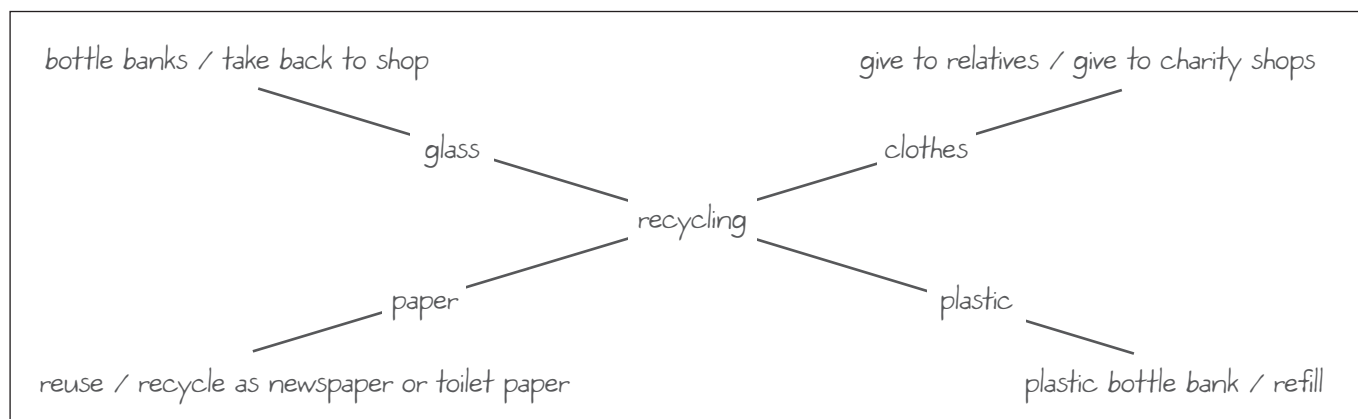 bottle banks / take back to shop
give to relatives / give to charity shops
glass
clothes
recycling
paper
plastic
reuse / recycle as newspaper or toilet paper
plastic bottle bank / refill